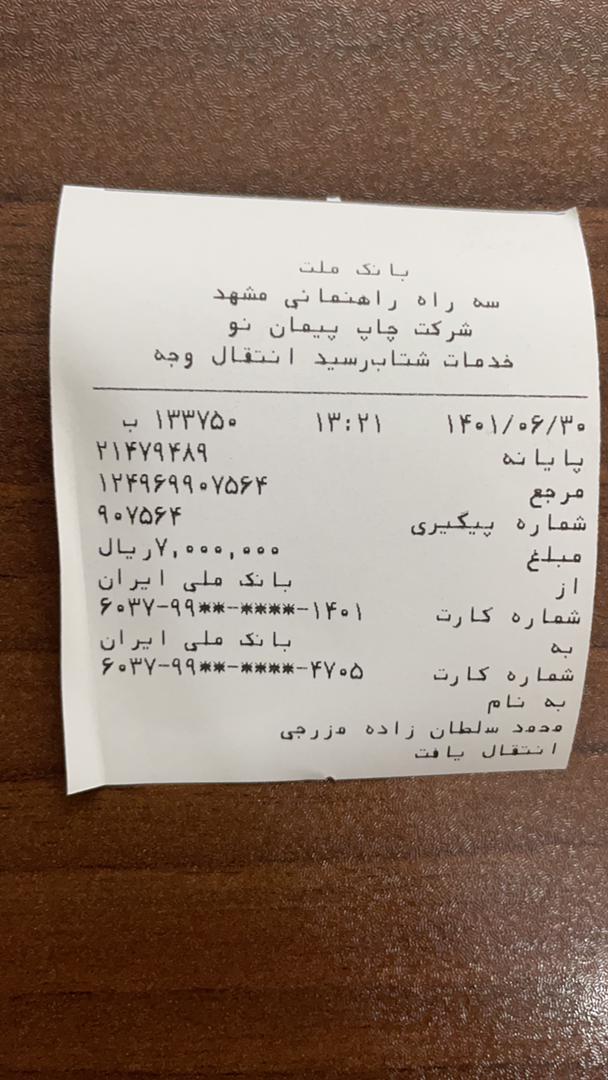 بانک ملت
سه راه راهنمائی مشهد
شرکت چاپ پیمان نو
خدمات شتاب‌رسید انتقال وجه
۱۴۰۱/۰۶/۳۰ ۱۳:۲۱ ۱۳۳۷۵۰ ب
پایانه ۲۱۴۷۹۴۸۹
مرجع ۱۲۴۹۶۹۹۰۷۵۶۴
شماره پیگیری ۹۰۷۵۶۴
مبلغ ۷,۰۰۰,۰۰۰ریال
از بانک ملی ایران
شماره کارت ۶۰۳۷-۹۹**-****-۱۴۰۱
به بانک ملی ایران
شماره کارت ۶۰۳۷-۹۹**-****-۴۷۰۵
به نام
محمد سلطان زاده مزرجی
انتقال یافت